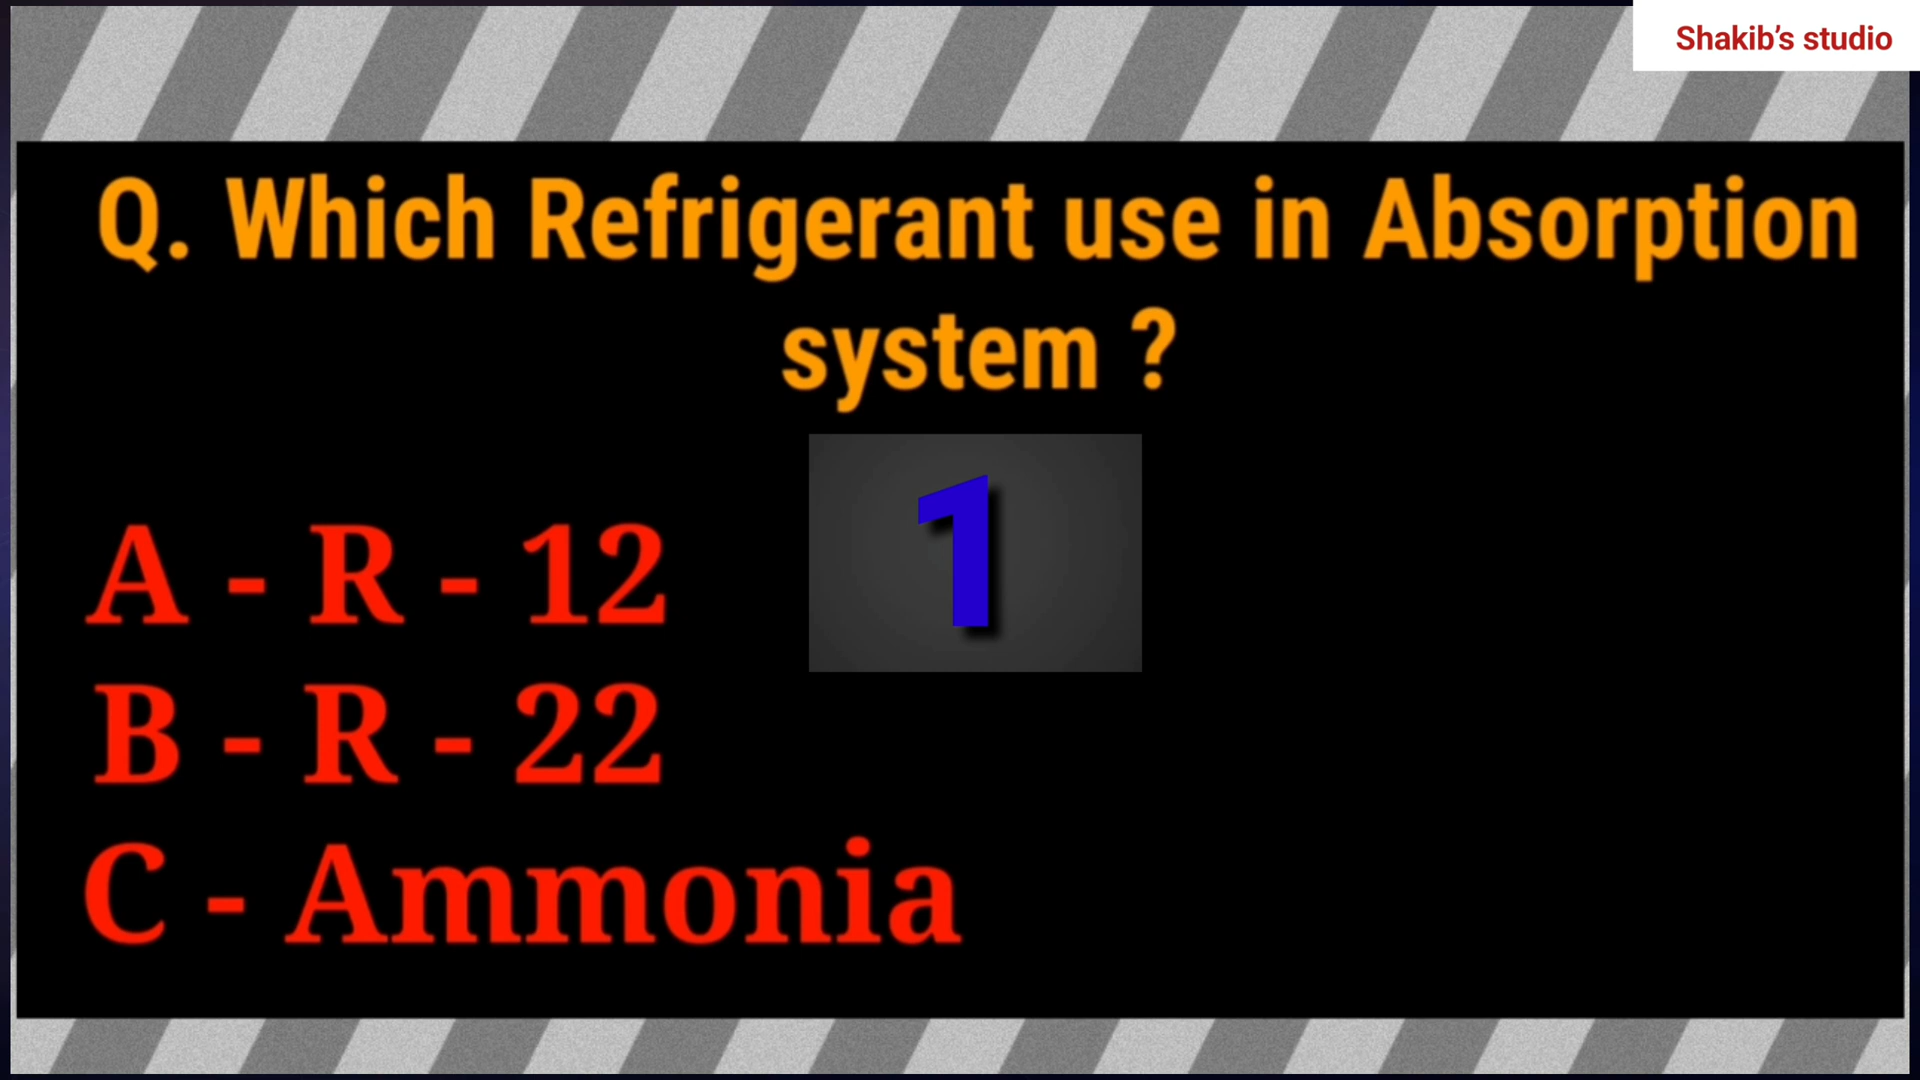 Shakib’s studio
Q. Which Refrigerant use in Absorption
system ?
1
A - R - 12
B - R - 22
C - Ammonia